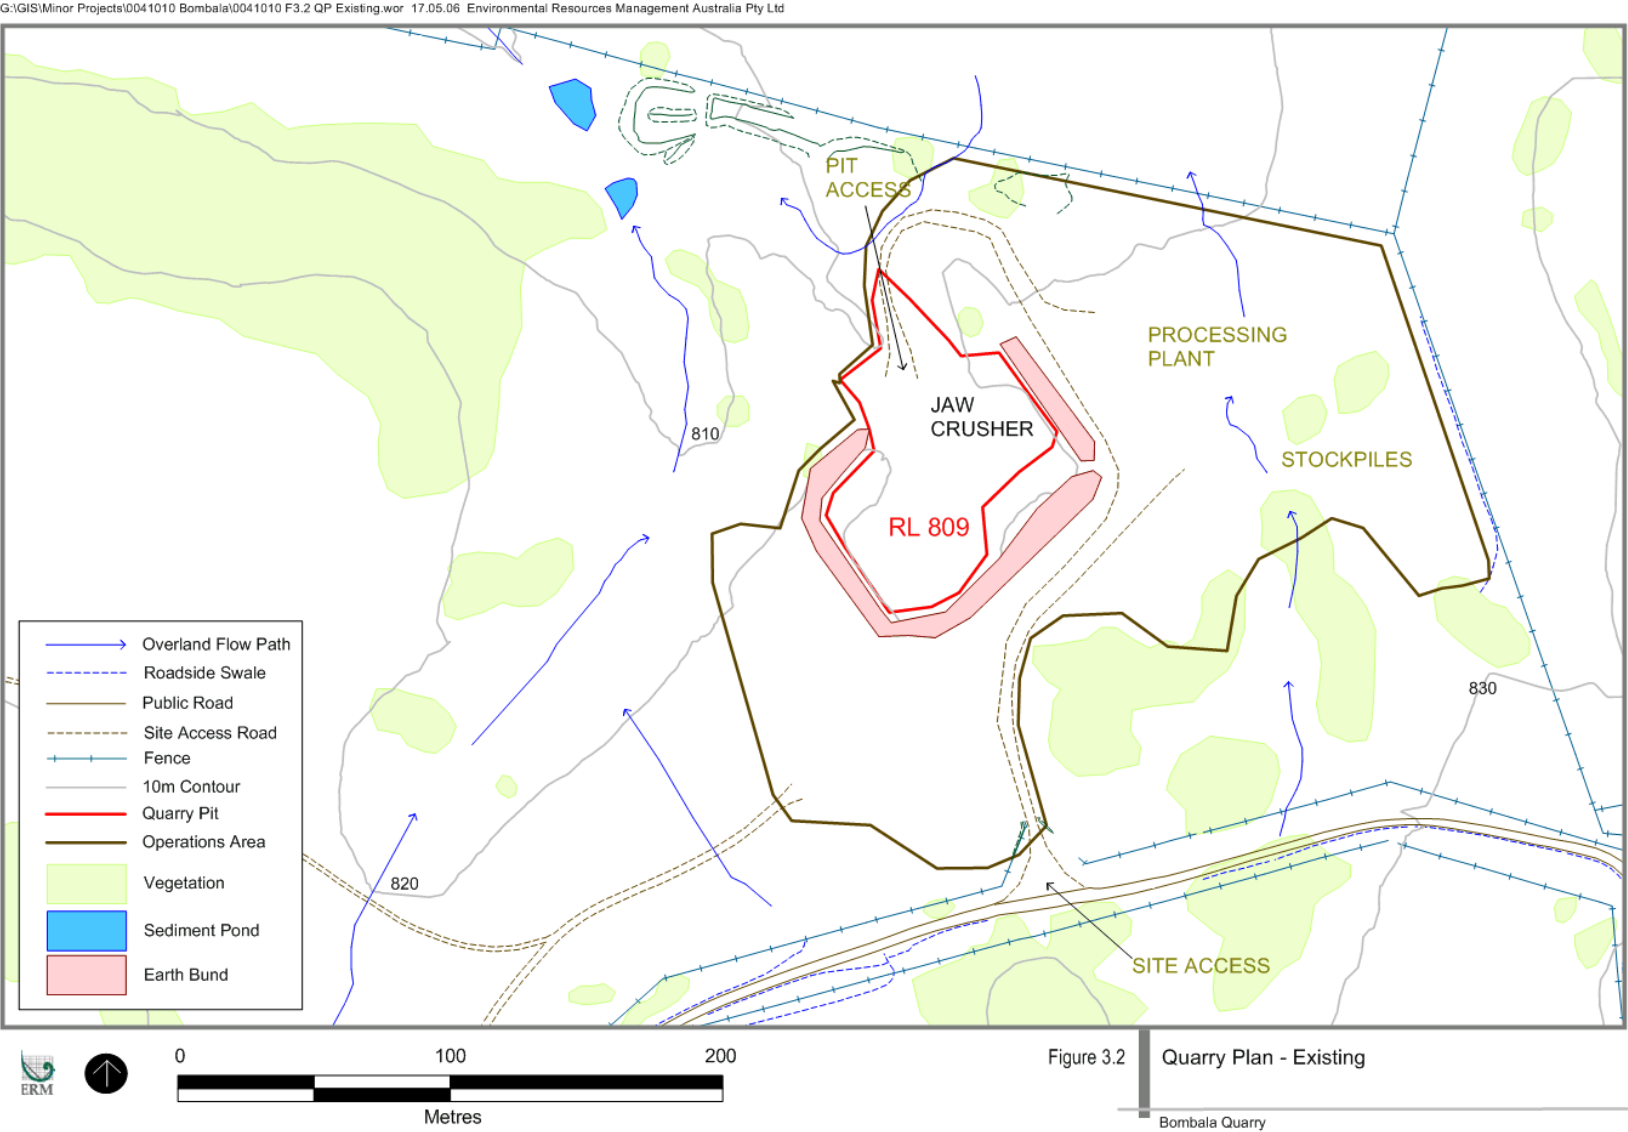 G:\GIS\Minor Projects\0041010 Bombala\0041010 F3.2 QP Existing.wor 17.05.06 Environmental Resources Management Australia Pty Ltd
PIT
ACCESS
PROCESSING
PLANT
JAW
CRUSHER
810
STOCKPILES
RL 809
830
820
SITE ACCESS
Overland Flow Path
Roadside Swale
Public Road
Site Access Road
Fence
10m Contour
Quarry Pit
Operations Area
Vegetation
Sediment Pond
Earth Bund
ERM
0 100 200
Metres
Figure 3.2
Quarry Plan - Existing
Bombala Quarry